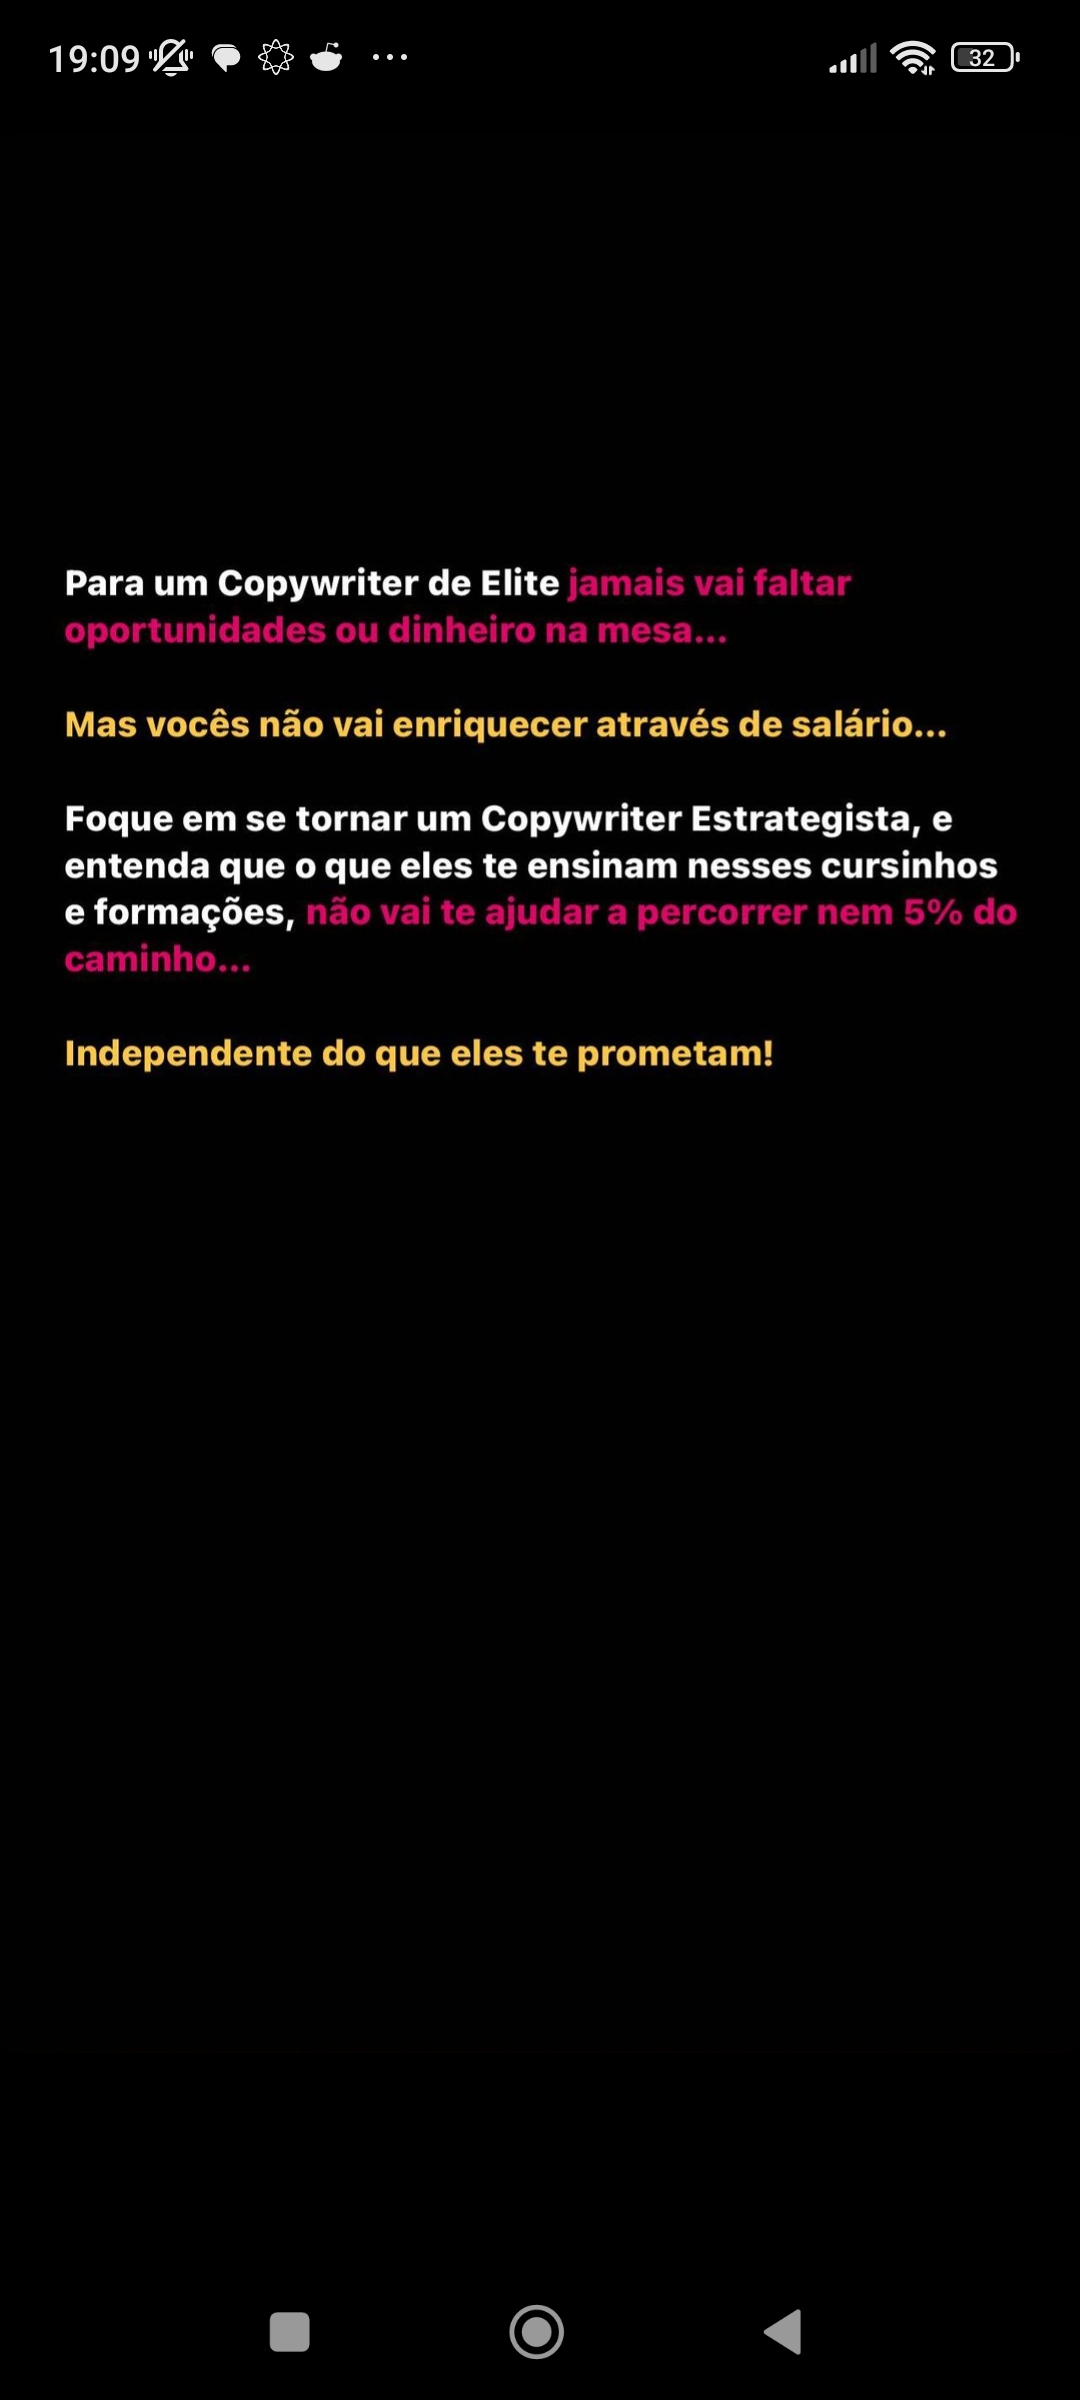 19:09
32
Para um Copywriter de Elite jamais vai faltar
oportunidades ou dinheiro na mesa...
Mas vocês não vai enriquecer através de salário...
Foque em se tornar um Copywriter Estrategista, e
entenda que o que eles te ensinam nesses cursinhos
e formações, não vai te ajudar a percorrer nem 5% do
caminho...
Independente do que eles te prometam!